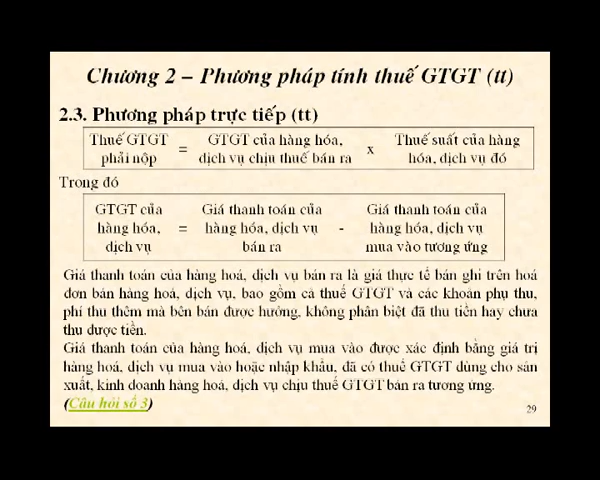 Chương 2 – Phương pháp tính thuế GTGT (tt)
2.3. Phương pháp trực tiếp (tt)
Thuế GTGT phải nộp = GTGT của hàng hóa, dịch vụ chịu thuế bán ra x Thuế suất của hàng hóa, dịch vụ đó
Trong đó
GTGT của hàng hóa, dịch vụ = Giá thanh toán của hàng hóa, dịch vụ bán ra - Giá thanh toán của hàng hóa, dịch vụ mua vào tương ứng
Giá thanh toán của hàng hoá, dịch vụ bán ra là giá thực tế bán ghi trên hoá
đơn bán hàng hoá, dịch vụ, bao gồm cả thuế GTGT và các khoản phụ thu,
phí thu thêm mà bên bán được hưởng, không phân biệt đã thu tiền hay chưa
thu được tiền.
Giá thanh toán của hàng hoá, dịch vụ mua vào được xác định bằng giá trị
hàng hoá, dịch vụ mua vào hoặc nhập khẩu, đã có thuế GTGT dùng cho sản
xuất, kinh doanh hàng hoá, dịch vụ chịu thuế GTGT bán ra tương ứng.
(Câu hỏi số 3)
29